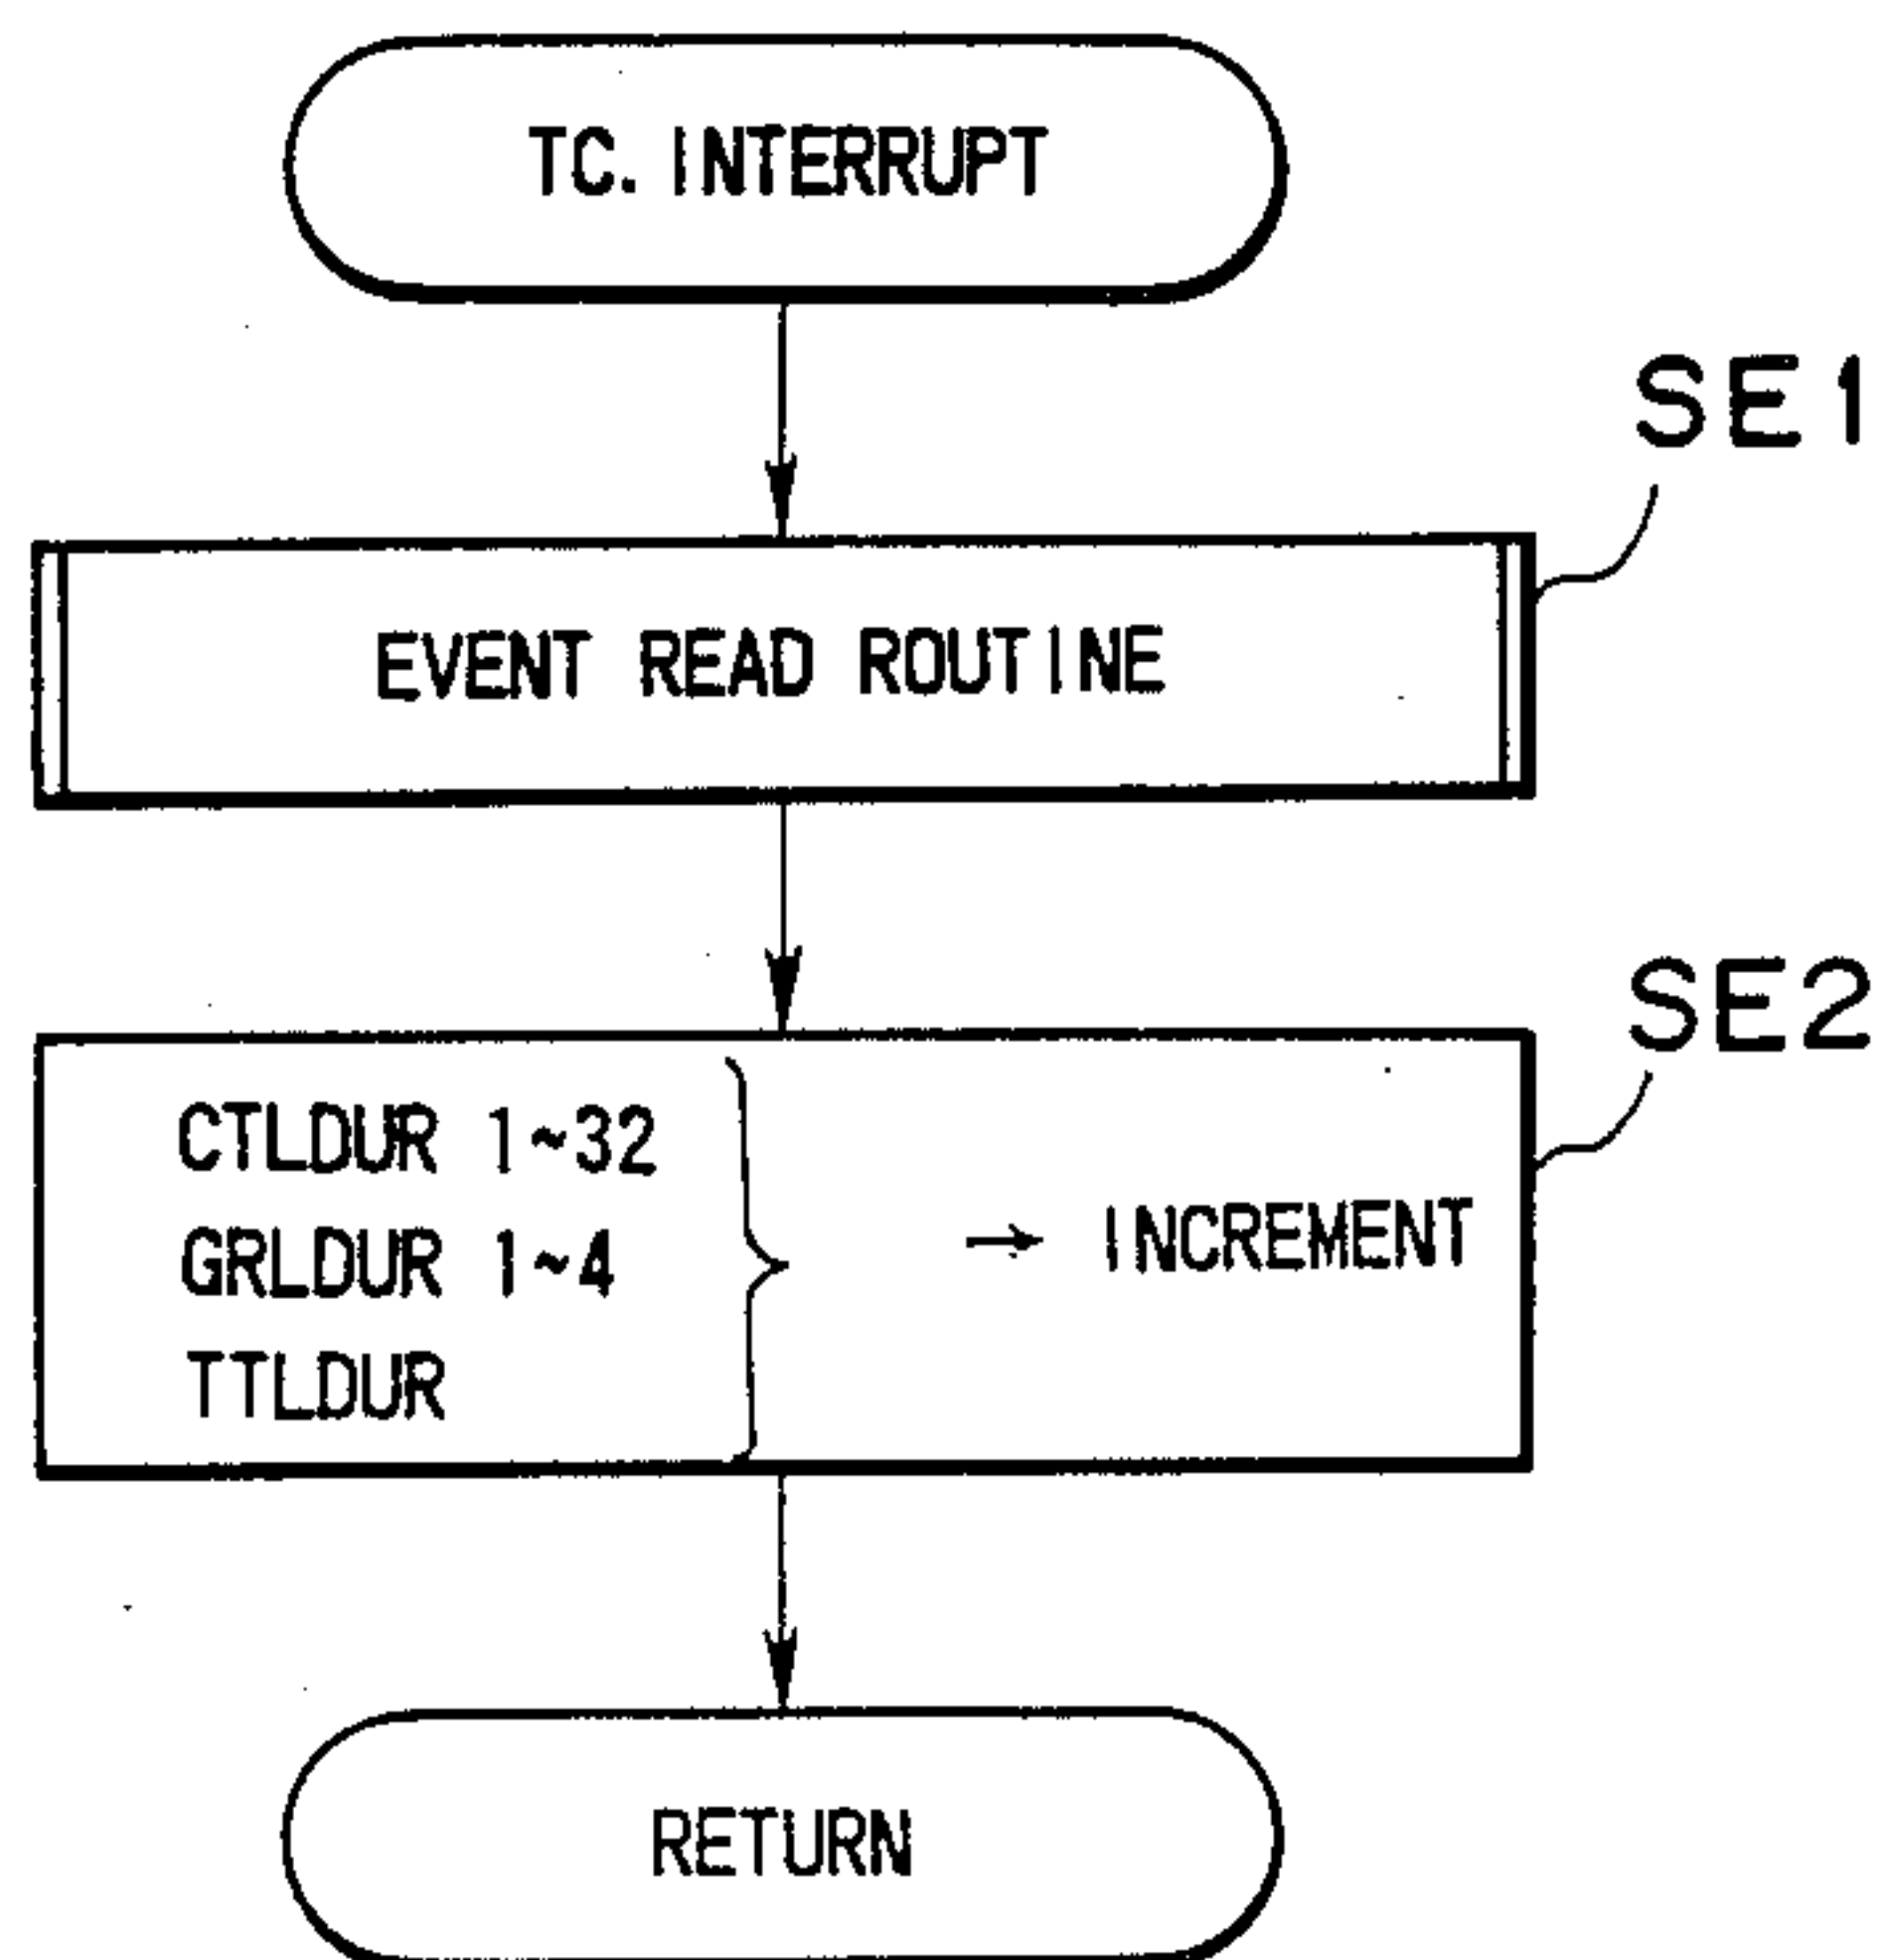 TC. INTERRUPT
SE1
EVENT READ ROUTINE
SE2
CTLDUR 1~32
GRLDUR 1~4
→ INCREMENT
TTLDUR
RETURN